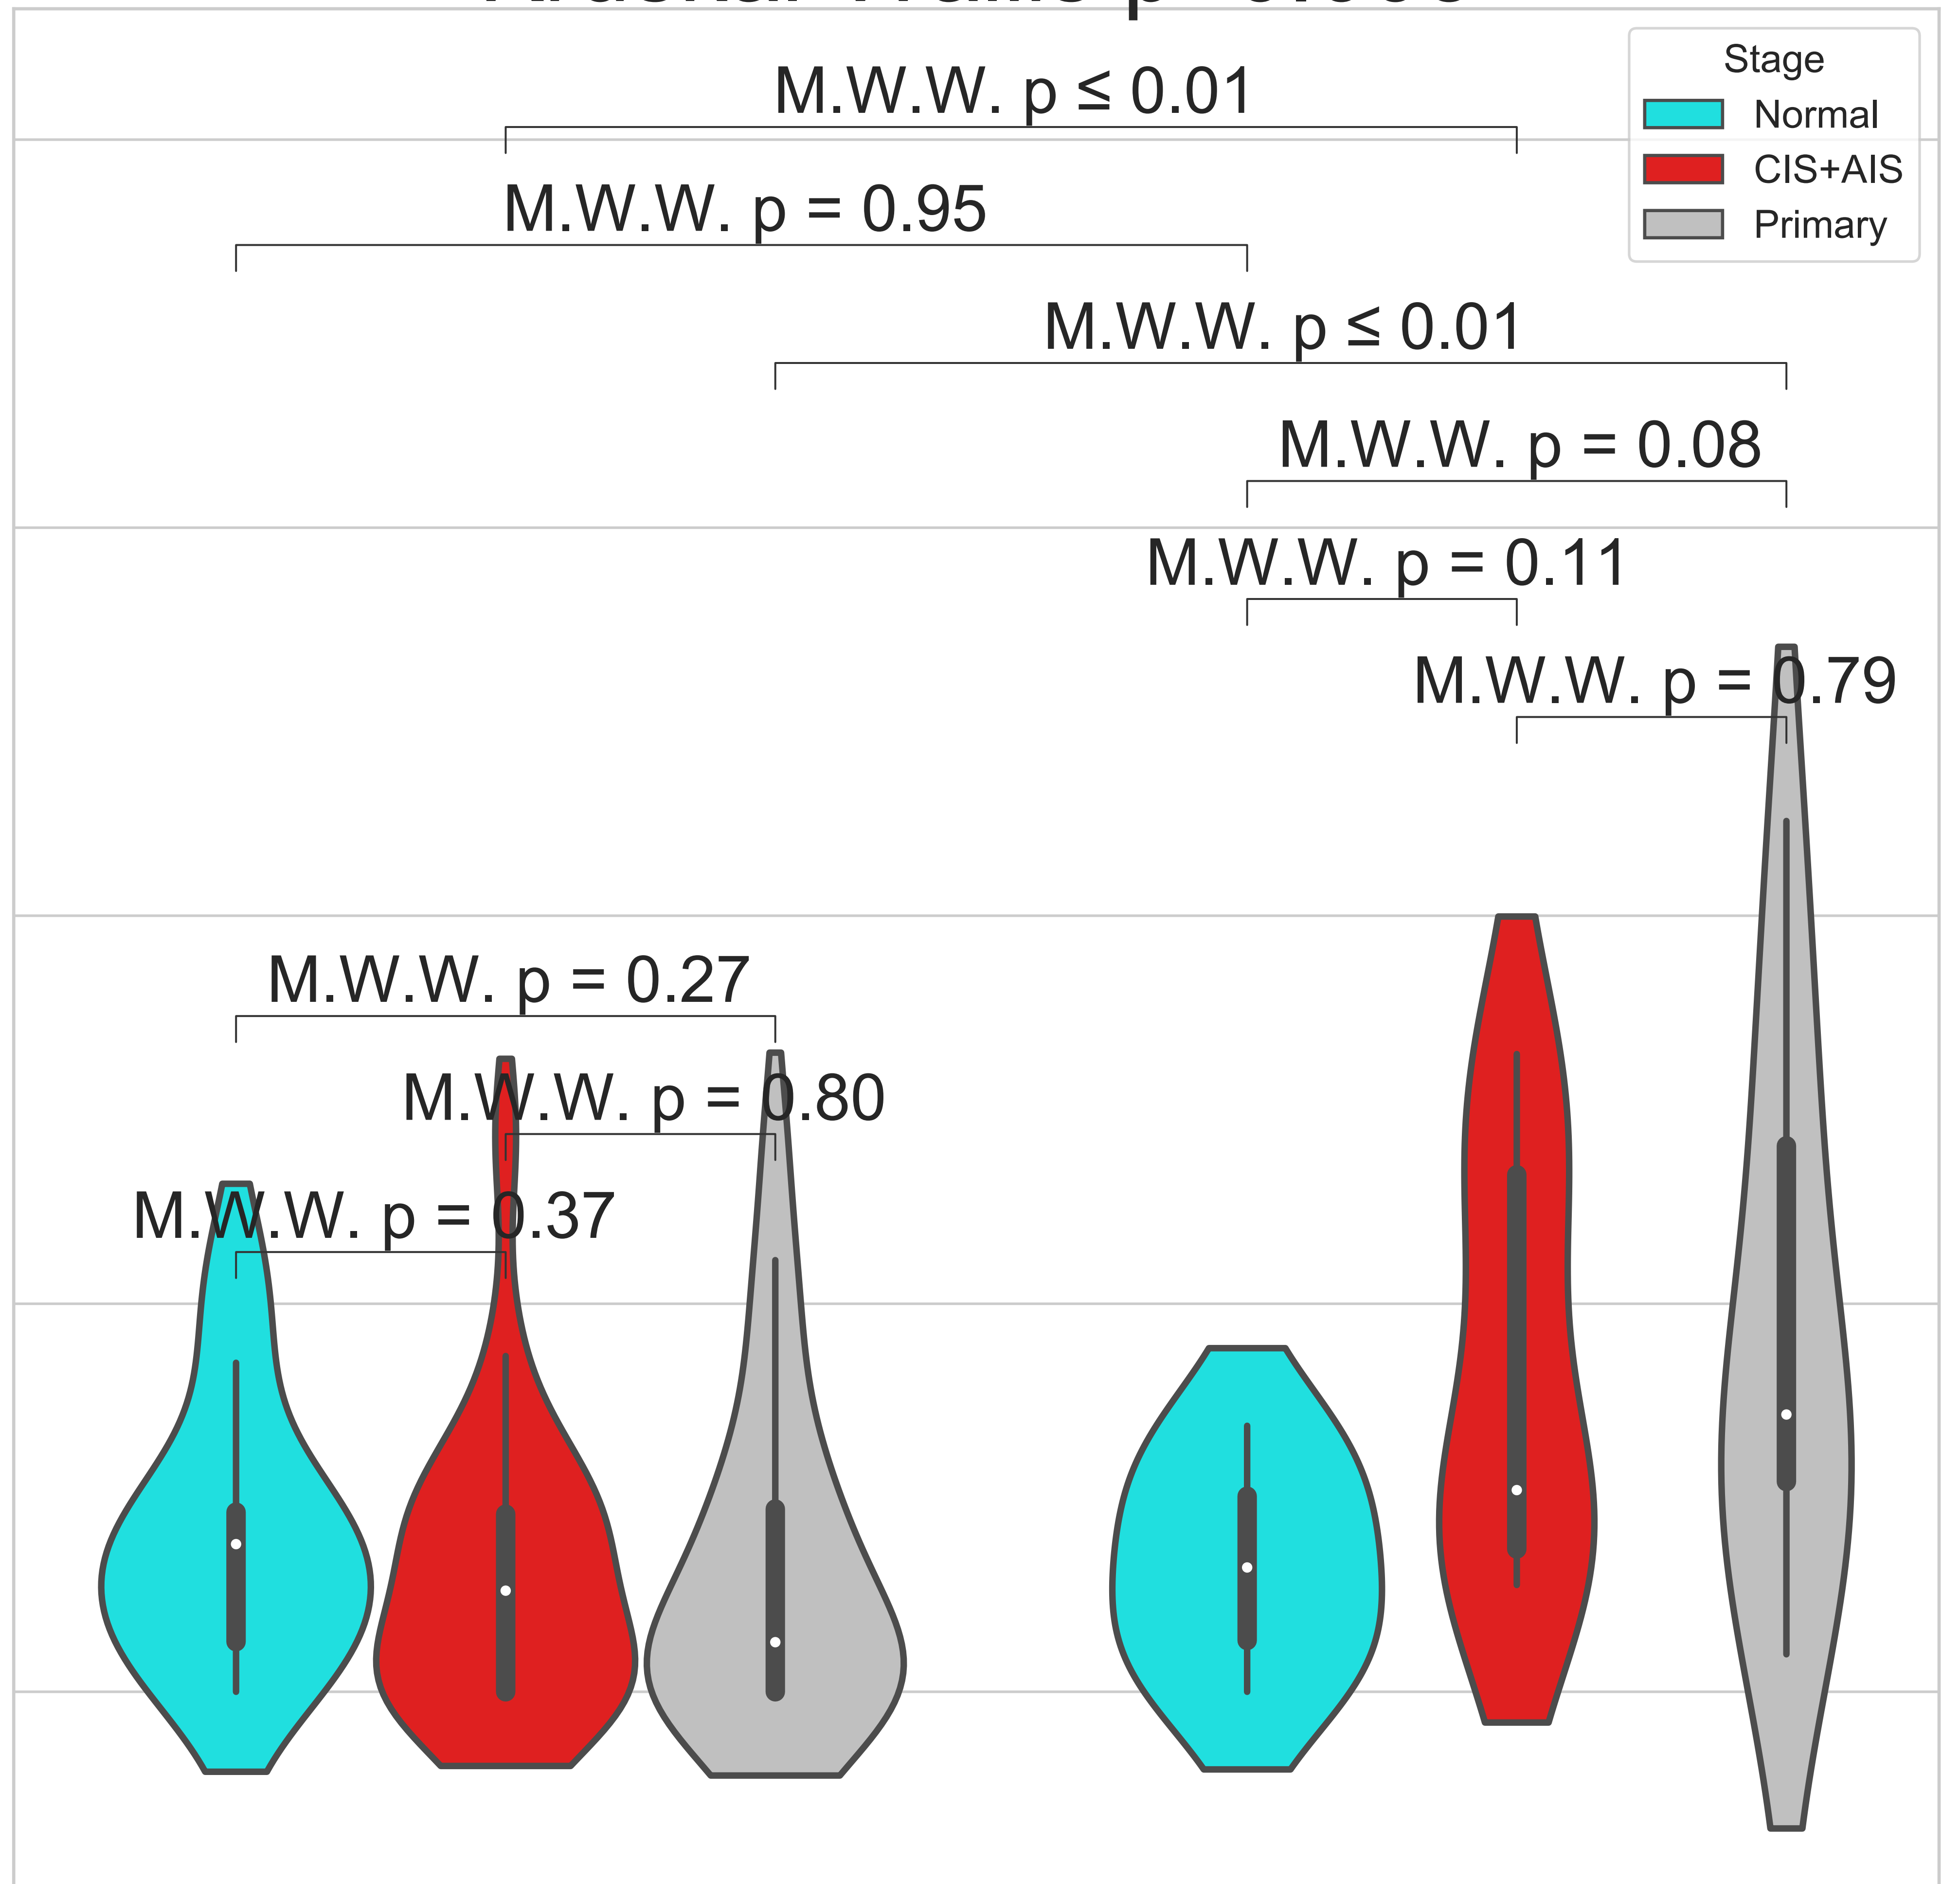 Stage
Normal
CIS+AIS
Primary
M.W.W. p ≤ 0.01
M.W.W. p = 0.95
M.W.W. p ≤ 0.01
M.W.W. p = 0.08
M.W.W. p = 0.11
M.W.W. p = 0.79
M.W.W. p = 0.27
M.W.W. p = 0.80
M.W.W. p = 0.37